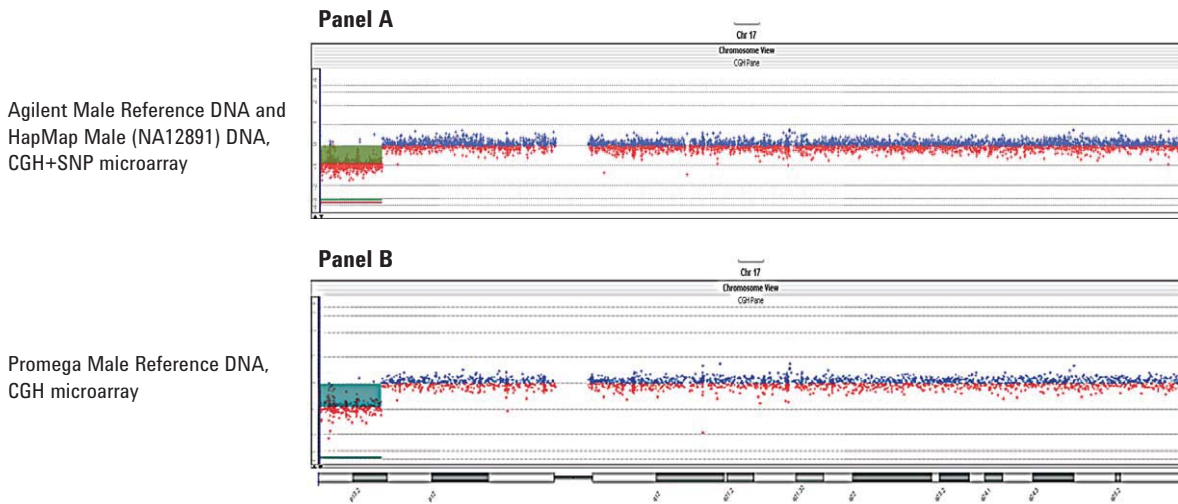 Panel A
Chr 17
Chromosome View
CGH Pane
Agilent Male Reference DNA and
HapMap Male (NA12891) DNA,
CGH+SNP microarray
Panel B
Chr 17
Chromosome View
CGH Pane
Promega Male Reference DNA,
CGH microarray